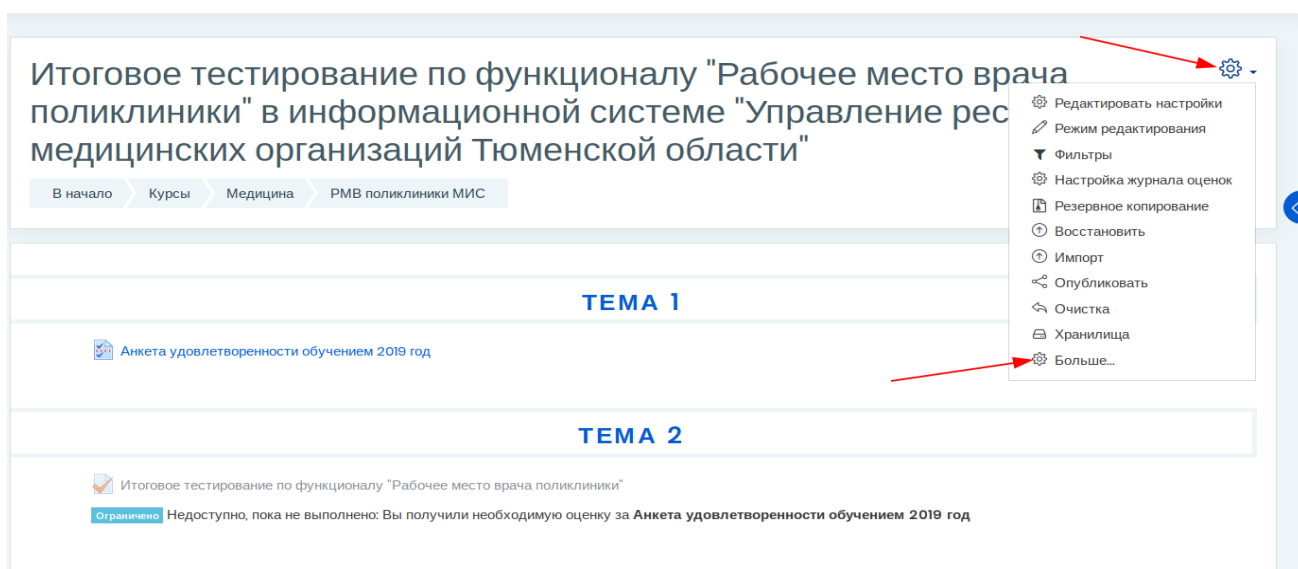 Итоговое тестирование по функционалу "Рабочее место врача
поликлиники" в информационной системе "Управление рес
медицинских организаций Тюменской области"
В начало
Курсы
Медицина
РМВ поликлиники МИС
Редактировать настройки
Режим редактирования
Фильтры
Настройка журнала оценок
Резервное копирование
Восстановить
Импорт
Опубликовать
Очистка
Хранилища
Больше...
ТЕМА 1
Анкета удовлетворенности обучением 2019 год
ТЕМА 2
Итоговое тестирование по функционалу "Рабочее место врача поликлиники"
Ограничено Недоступно, пока не выполнено: Вы получили необходимую оценку за Анкета удовлетворенности обучением 2019 год